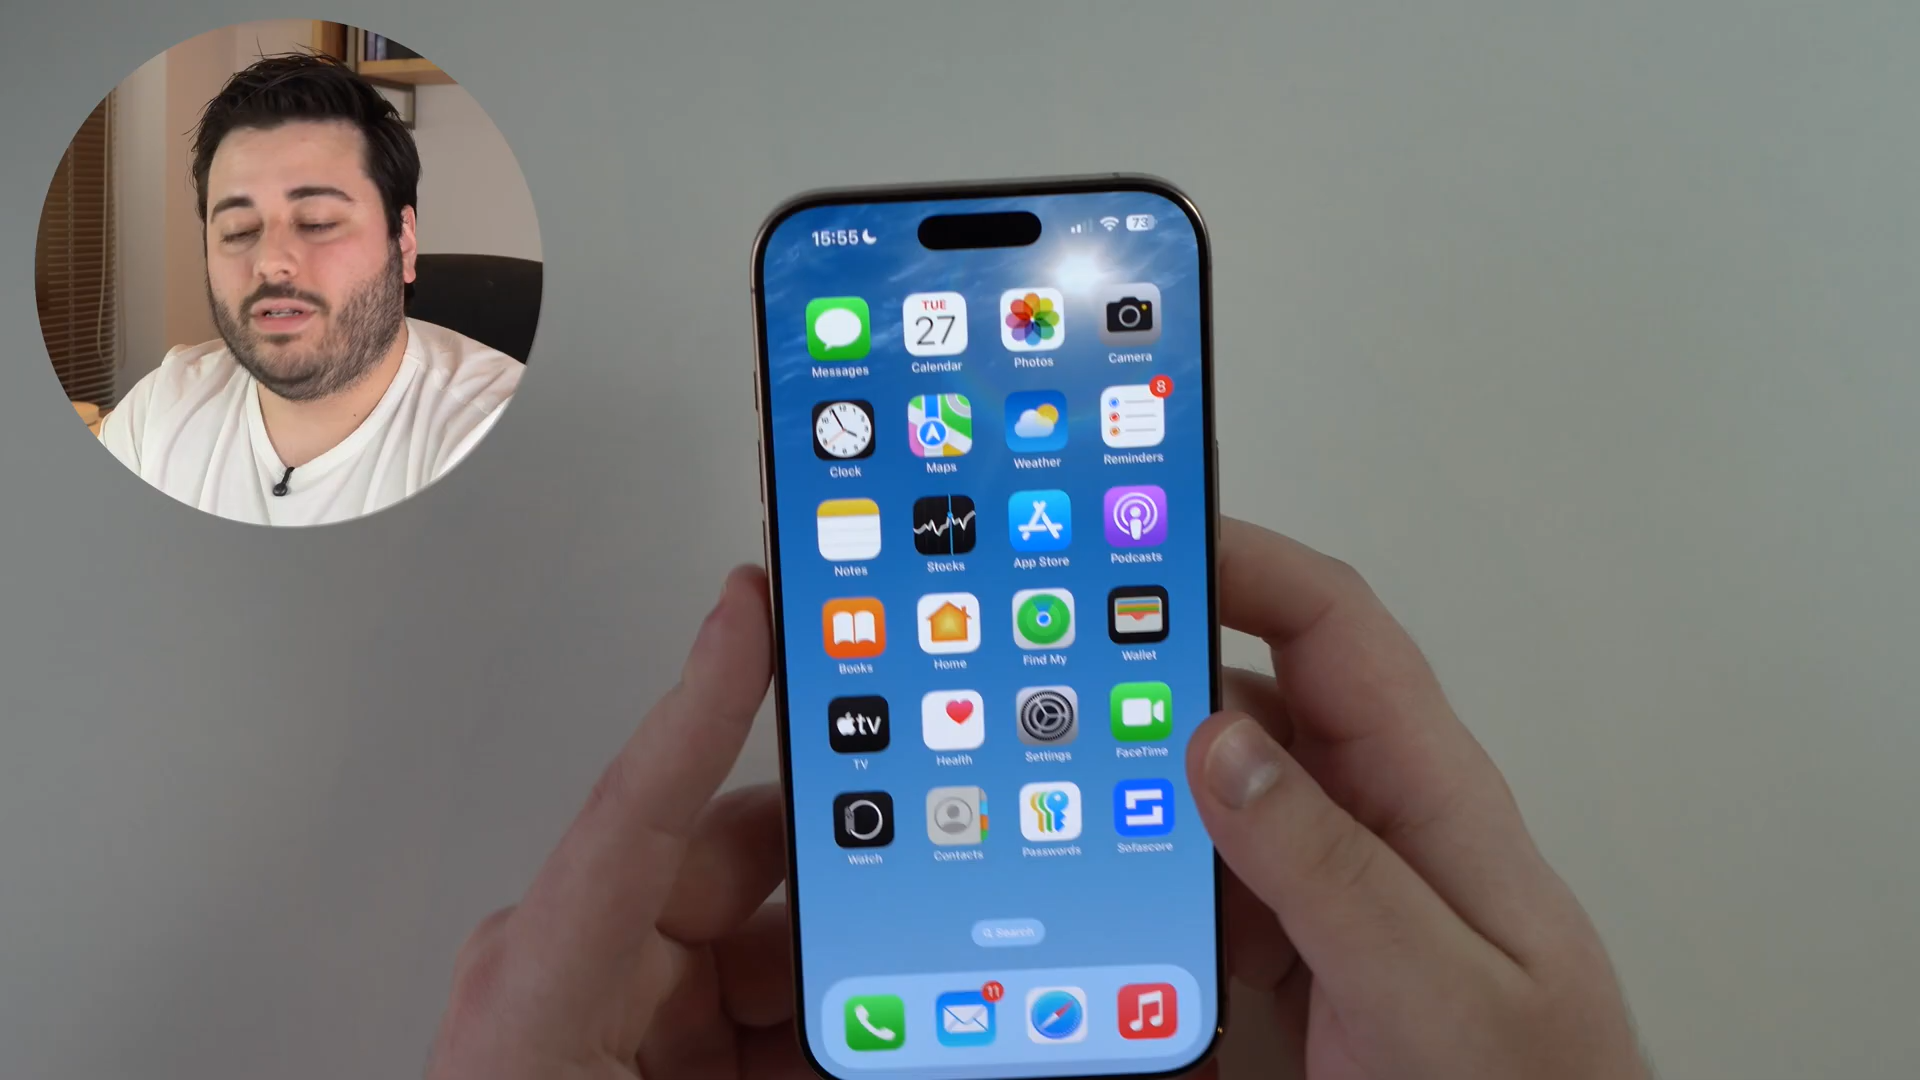 15:55
73
TUE
27
Messages
Calendar
Photos
Camera
8
Clock
Maps
Weather
Reminders
Notes
Stocks
App Store
Podcasts
Books
Home
Find My
Wallet
tv
TV
Health
Settings
FaceTime
Watch
Contacts
Passwords
Sofascore
Search
11